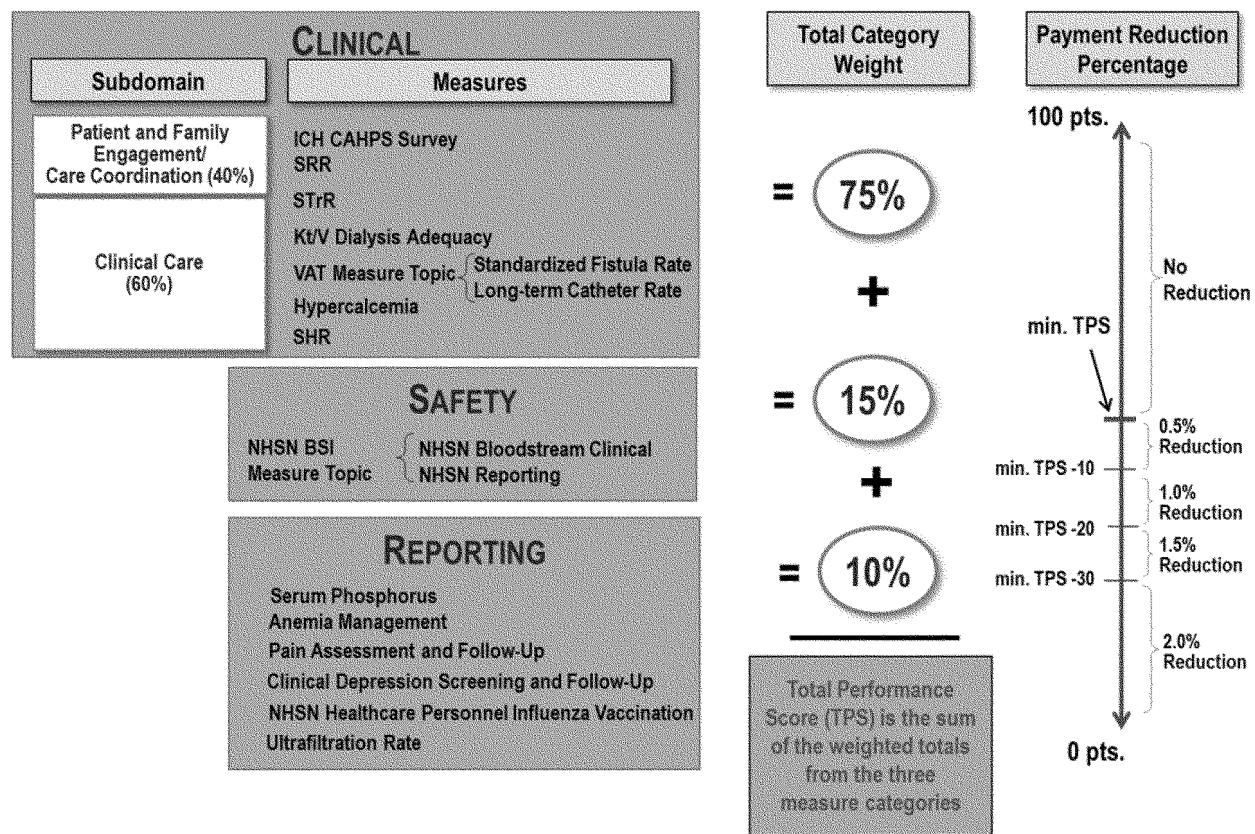 CLINICAL
Subdomain
Measures
Patient and Family
Engagement/
Care Coordination (40%)
Clinical Care
(60%)
ICH CAHPS Survey
SRR
STrR
Kt/V Dialysis Adequacy
VAT Measure Topic
Standardized Fistula Rate
Long-term Catheter Rate
Hypercalcemia
SHR
SAFETY
NHSN BSI
Measure Topic
NHSN Bloodstream Clinical
NHSN Reporting
REPORTING
Serum Phosphorus
Anemia Management
Pain Assessment and Follow-Up
Clinical Depression Screening and Follow-Up
NHSN Healthcare Personnel Influenza Vaccination
Ultrafiltration Rate
Total Category
Weight
= 75%
+
= 15%
+
= 10%
Total Performance
Score (TPS) is the sum
of the weighted totals
from the three
measure categories
Payment Reduction
Percentage
100 pts.
No
Reduction
min. TPS
0.5%
Reduction
min. TPS -10
1.0%
Reduction
min. TPS -20
1.5%
Reduction
min. TPS -30
2.0%
Reduction
0 pts.